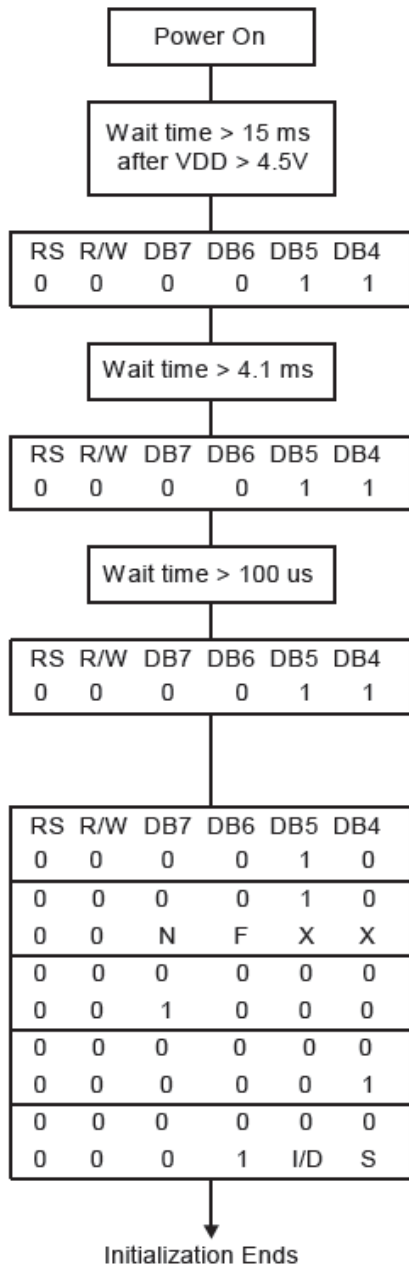 Power On
Wait time > 15 ms
after VDD > 4.5V
RS R/W DB7 DB6 DB5 DB4
0 0 0 0 1 1
Wait time > 4.1 ms
RS R/W DB7 DB6 DB5 DB4
0 0 0 0 1 1
Wait time > 100 us
RS R/W DB7 DB6 DB5 DB4
0 0 0 0 1 1
RS R/W DB7 DB6 DB5 DB4
0 0 0 0 1 0
0 0 0 0 1 0
0 0 N F X X
0 0 0 0 0 0
0 0 1 0 0 0
0 0 0 0 0 0
0 0 0 0 0 1
0 0 0 0 0 0
0 0 0 1 I/D S
Initialization Ends